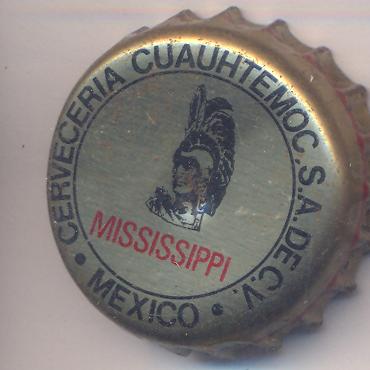 CERVECERIA CUAUHTEMOC, S.A. DE C.V.
MISSISSIPPI
• MEXICO •